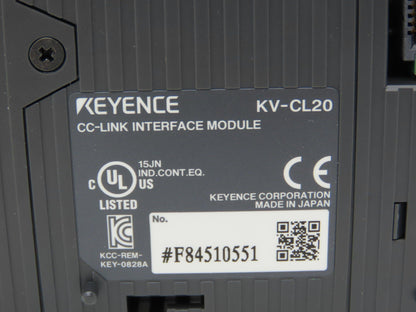 KEYENCE KV-CL20
CC-LINK INTERFACE MODULE
C UL US LISTED
15JN
IND.CONT.EQ.
CE
KEYENCE CORPORATION
MADE IN JAPAN
KCC-REM-
KEY-0828A
No.
#F84510551